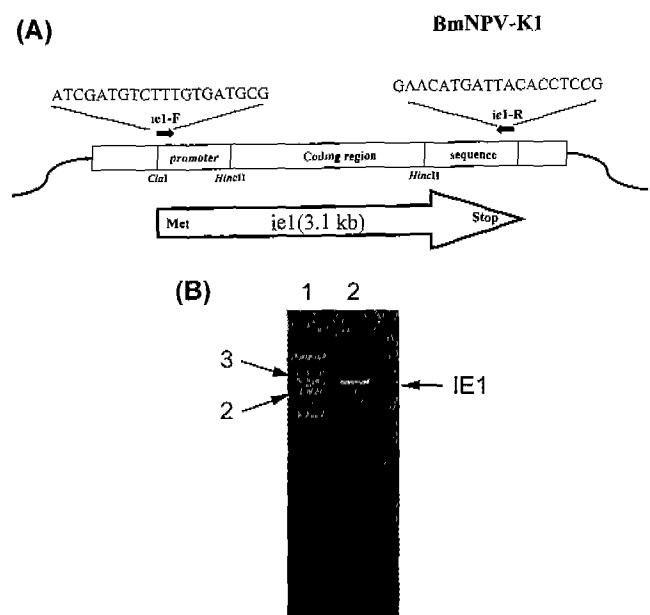 (A)
BmNPV-K1
ATCGATGTCTTTGTGATGCG
GAACATGATTACACCTCCG
ie1-F
ie1-R
promoter
Coding region
sequence
ClaI
HincII
HincII
Met
ie1(3.1 kb)
Stop
(B)
1 2
3
2
IE1